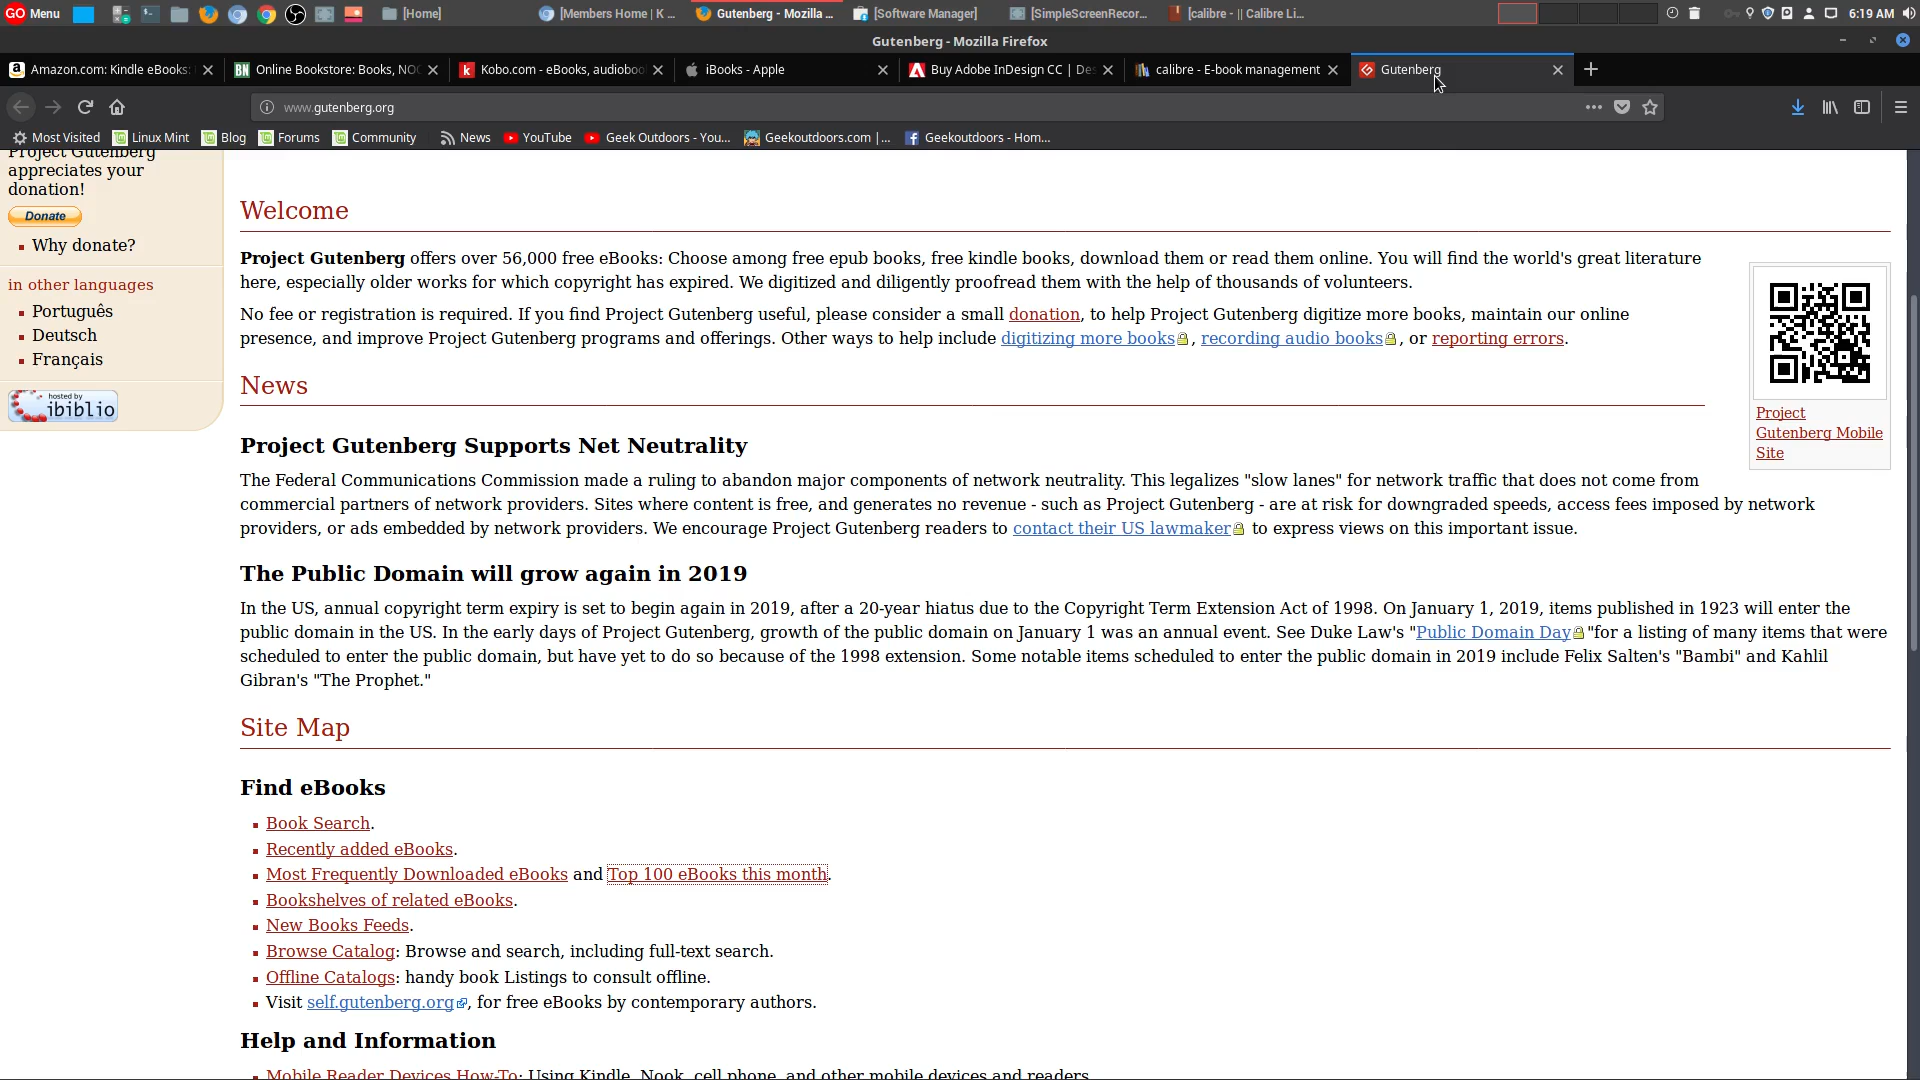 GO Menu
[Home]
[Members Home | K ...
Gutenberg - Mozilla ...
[Software Manager]
[SimpleScreenRecor...
[calibre - || Calibre Li...
6:19 AM
Gutenberg - Mozilla Firefox
Amazon.com: Kindle eBooks:
Online Bookstore: Books, NOO
Kobo.com - eBooks, audioboo
iBooks - Apple
Buy Adobe InDesign CC | Des
calibre - E-book management
Gutenberg
www.gutenberg.org
Most Visited
Linux Mint
Blog
Forums
Community
News
YouTube
Geek Outdoors - You...
Geekoutdoors.com |...
Geekoutdoors - Hom...
Project Gutenberg
appreciates your
donation!
Donate
Why donate?
in other languages
Português
Deutsch
Français
hosted by
ibiblio
Welcome
Project Gutenberg offers over 56,000 free eBooks: Choose among free epub books, free kindle books, download them or read them online. You will find the world's great literature
here, especially older works for which copyright has expired. We digitized and diligently proofread them with the help of thousands of volunteers.
No fee or registration is required. If you find Project Gutenberg useful, please consider a small donation, to help Project Gutenberg digitize more books, maintain our online
presence, and improve Project Gutenberg programs and offerings. Other ways to help include digitizing more books, recording audio books, or reporting errors.
Project
Gutenberg Mobile
Site
News
Project Gutenberg Supports Net Neutrality
The Federal Communications Commission made a ruling to abandon major components of network neutrality. This legalizes "slow lanes" for network traffic that does not come from
commercial partners of network providers. Sites where content is free, and generates no revenue - such as Project Gutenberg - are at risk for downgraded speeds, access fees imposed by network
providers, or ads embedded by network providers. We encourage Project Gutenberg readers to contact their US lawmaker to express views on this important issue.
The Public Domain will grow again in 2019
In the US, annual copyright term expiry is set to begin again in 2019, after a 20-year hiatus due to the Copyright Term Extension Act of 1998. On January 1, 2019, items published in 1923 will enter the
public domain in the US. In the early days of Project Gutenberg, growth of the public domain on January 1 was an annual event. See Duke Law's "Public Domain Day"for a listing of many items that were
scheduled to enter the public domain, but have yet to do so because of the 1998 extension. Some notable items scheduled to enter the public domain in 2019 include Felix Salten's "Bambi" and Kahlil
Gibran's "The Prophet."
Site Map
Find eBooks
Book Search.
Recently added eBooks.
Most Frequently Downloaded eBooks and Top 100 eBooks this month.
Bookshelves of related eBooks.
New Books Feeds.
Browse Catalog: Browse and search, including full-text search.
Offline Catalogs: handy book Listings to consult offline.
Visit self.gutenberg.org, for free eBooks by contemporary authors.
Help and Information
Mobile Reader Devices How-To: Using Kindle, Nook, cell phone, and other mobile devices and readers.